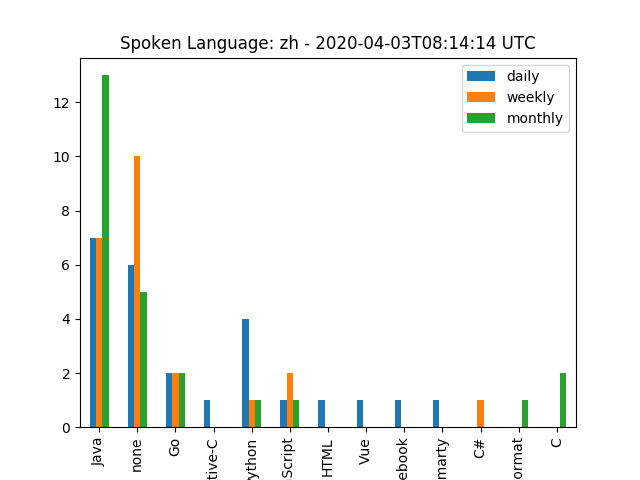 Spoken Language: zh - 2020-04-03T08:14:14 UTC
daily
weekly
monthly
12
10
8
6
4
2
0
Java
none
Go
tive-C
ython
Script
HTML
Vue
ebook
marty
C#
ormat
C